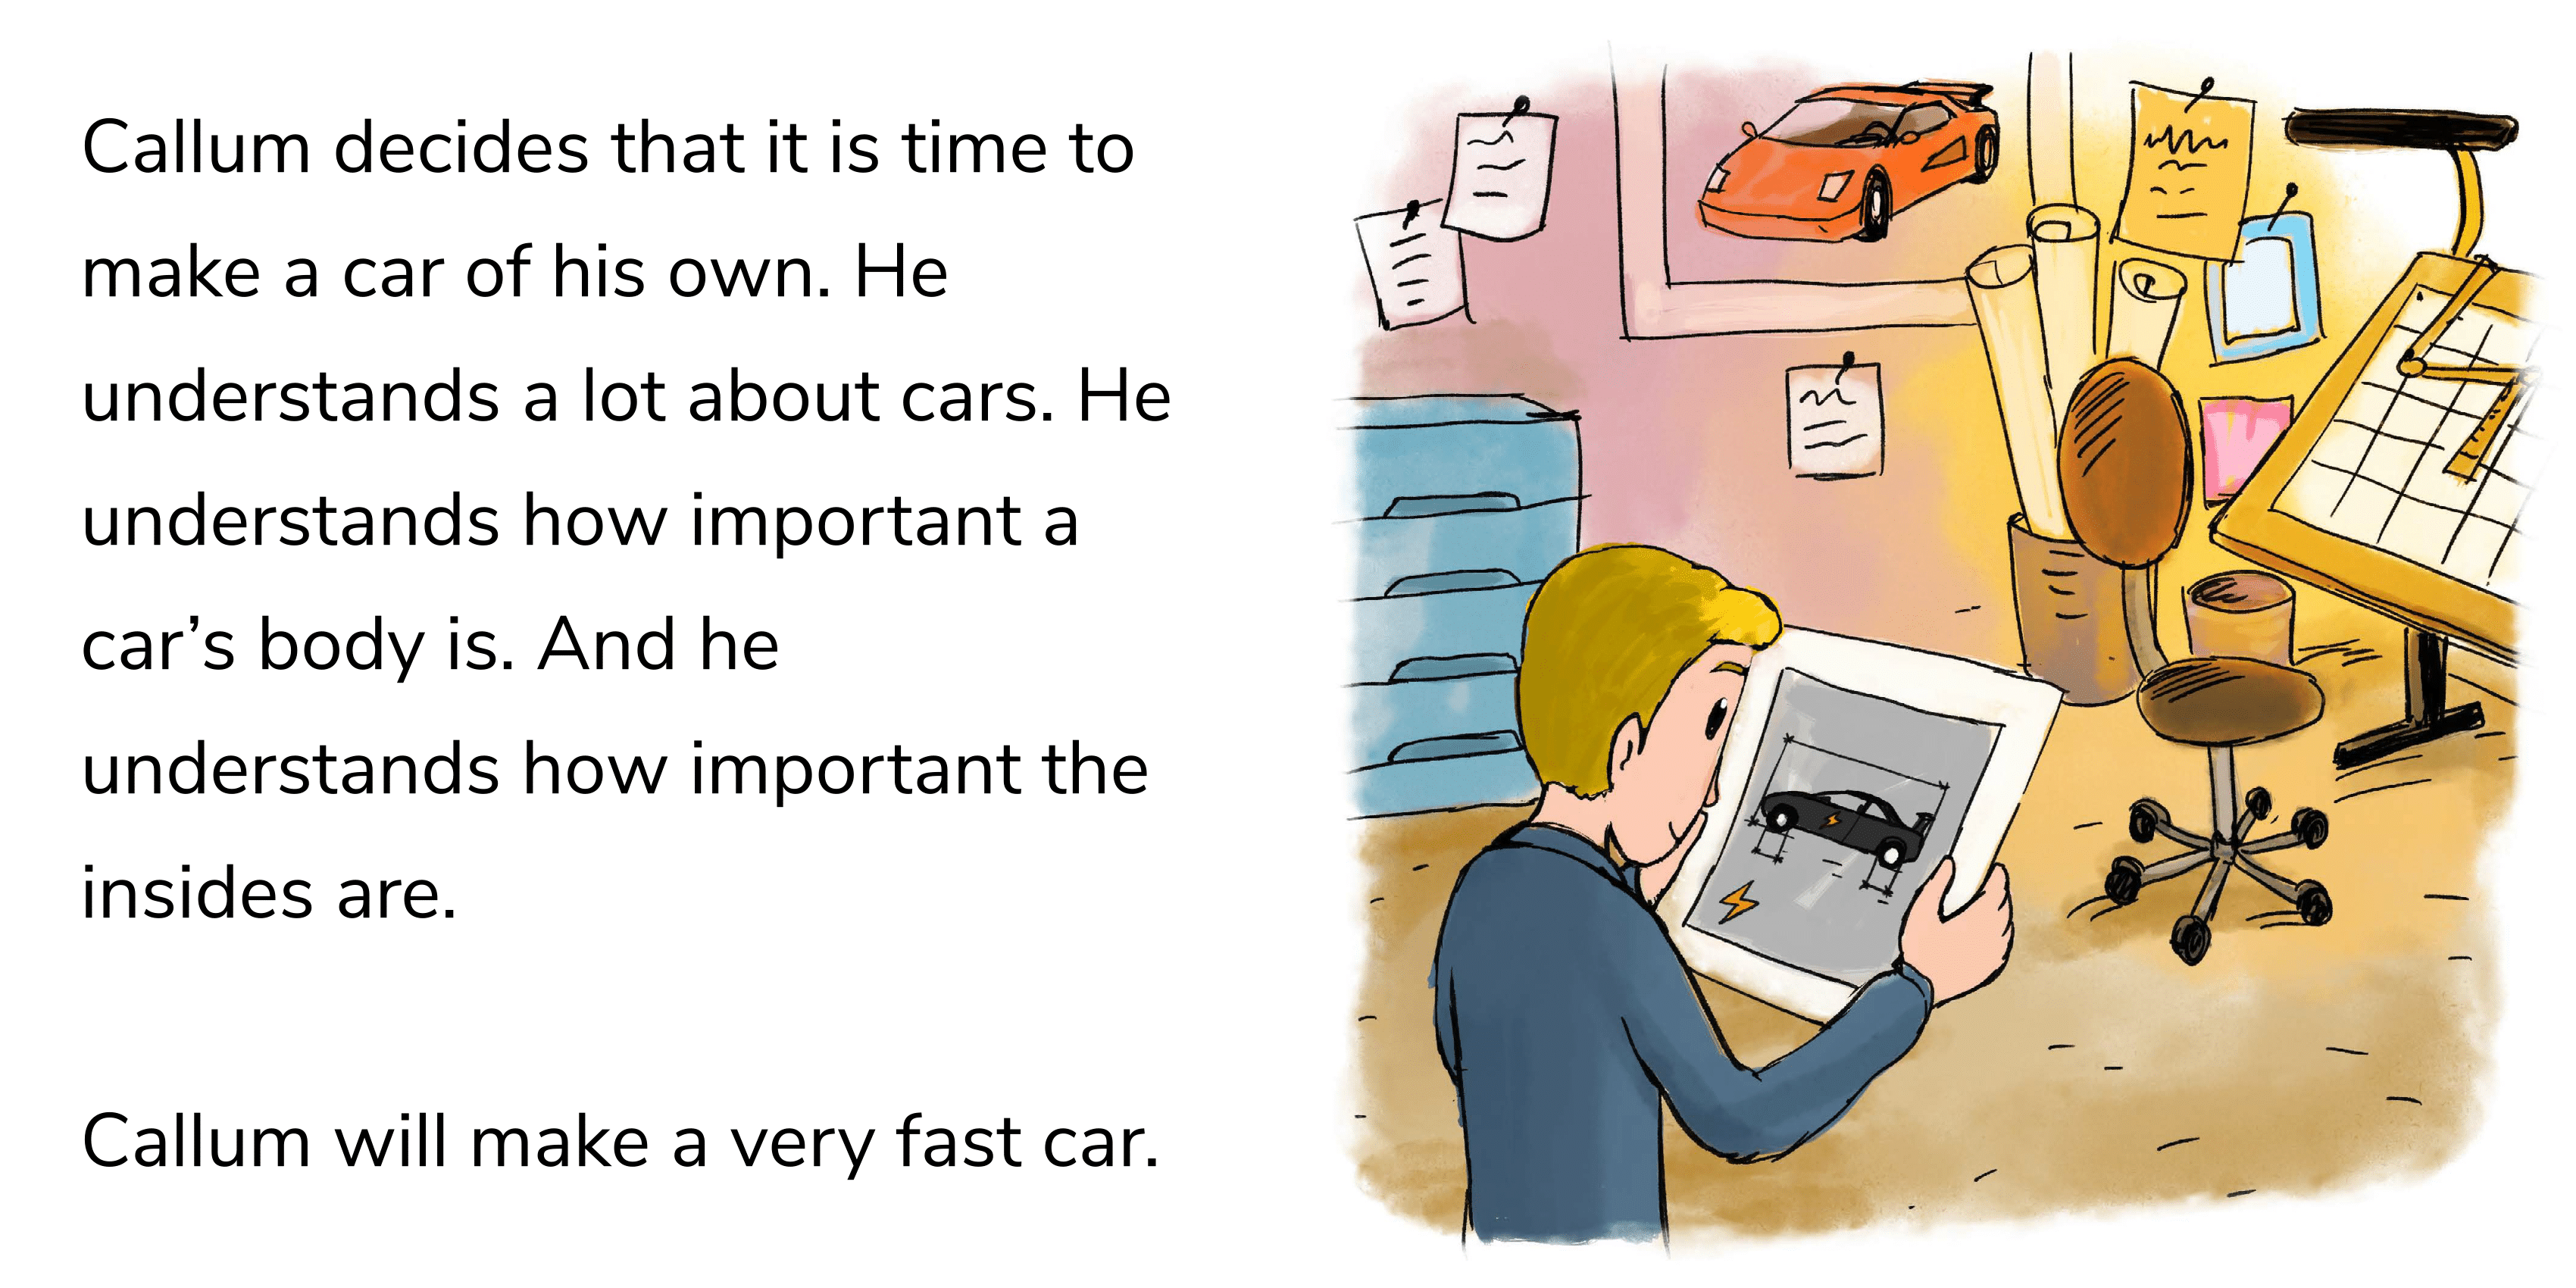 Callum decides that it is time to
make a car of his own. He
understands a lot about cars. He
understands how important a
car’s body is. And he
understands how important the
insides are.
Callum will make a very fast car.